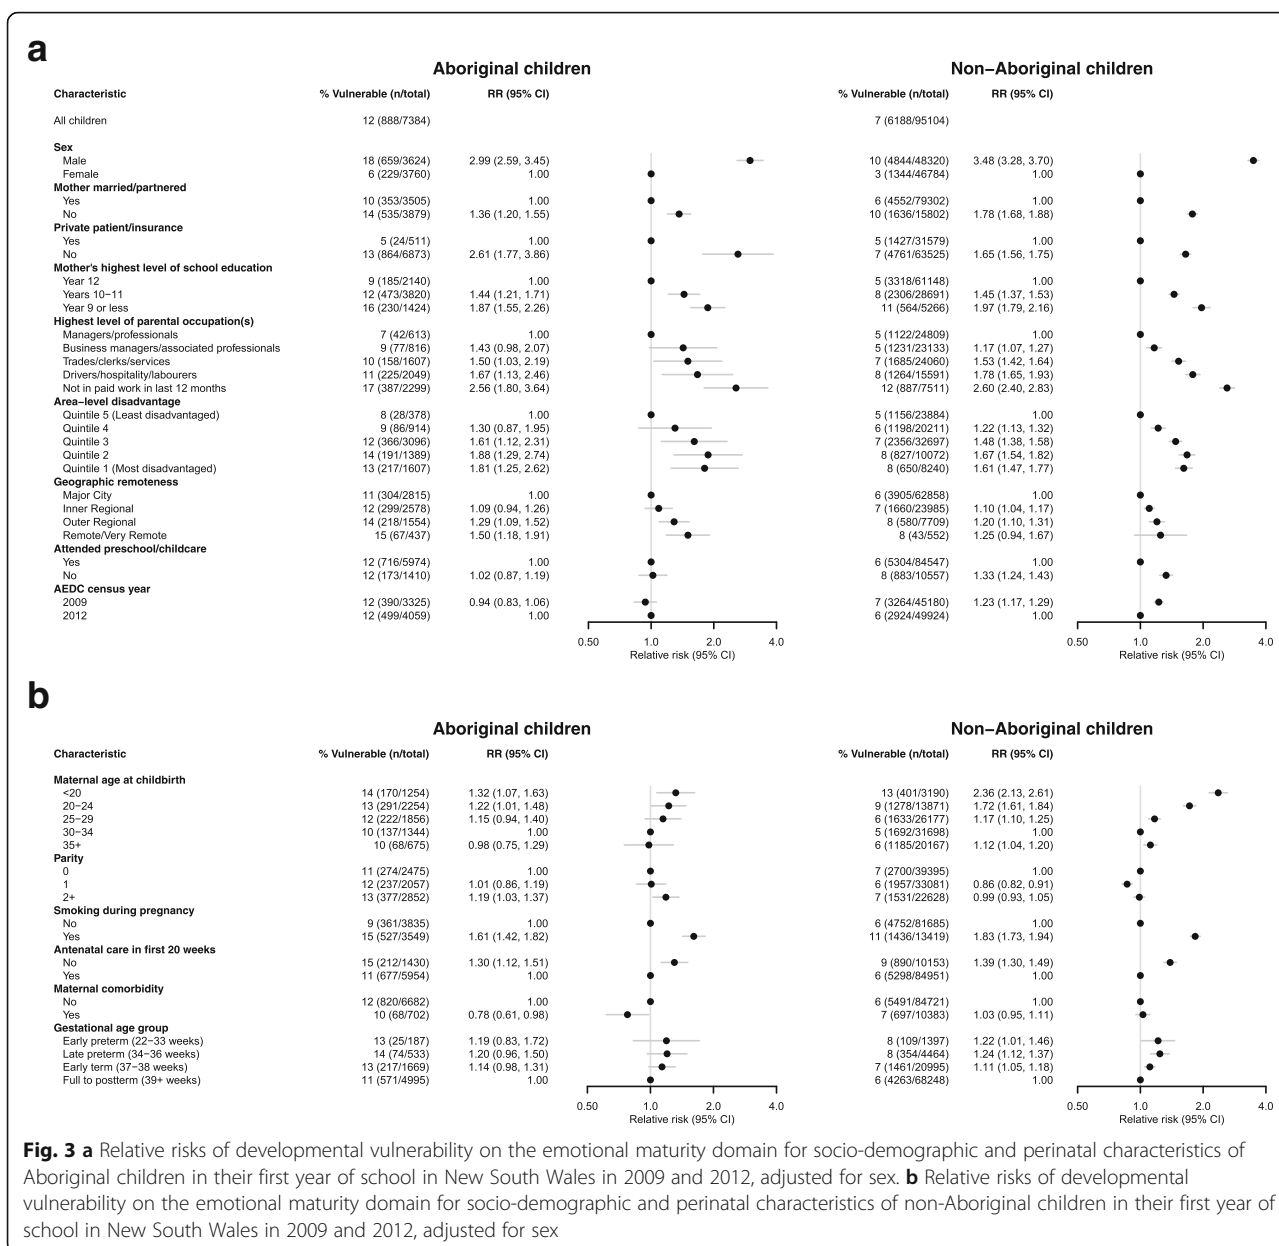 a
Aboriginal children Non−Aboriginal children
Characteristic % Vulnerable (n/total) RR (95% CI) % Vulnerable (n/total) RR (95% CI)
All children 12 (888/7384) 7 (6188/95104)
Sex
Male 18 (659/3624) 2.99 (2.59, 3.45) 10 (4844/48320) 3.48 (3.28, 3.70)
Female 6 (229/3760) 1.00 3 (1344/46784) 1.00
Mother married/partnered
Yes 10 (353/3505) 1.00 6 (4552/79302) 1.00
No 14 (535/3879) 1.36 (1.20, 1.55) 10 (1636/15802) 1.78 (1.68, 1.88)
Private patient/insurance
Yes 5 (24/511) 1.00 5 (1427/31579) 1.00
No 13 (864/6873) 2.61 (1.77, 3.86) 7 (4761/63525) 1.65 (1.56, 1.75)
Mother's highest level of school education
Year 12 9 (185/2140) 1.00 5 (3318/61148) 1.00
Years 10−11 12 (473/3820) 1.44 (1.21, 1.71) 8 (2306/28691) 1.45 (1.37, 1.53)
Year 9 or less 16 (230/1424) 1.87 (1.55, 2.26) 11 (564/5266) 1.97 (1.79, 2.16)
Highest level of parental occupation(s)
Managers/professionals 7 (42/613) 1.00 5 (1122/24809) 1.00
Business managers/associated professionals 9 (77/816) 1.43 (0.98, 2.07) 5 (1231/23133) 1.17 (1.07, 1.27)
Trades/clerks/services 10 (158/1607) 1.50 (1.03, 2.19) 7 (1685/24060) 1.53 (1.42, 1.64)
Drivers/hospitality/labourers 11 (225/2049) 1.67 (1.13, 2.46) 8 (1264/15591) 1.78 (1.65, 1.93)
Not in paid work in last 12 months 17 (387/2299) 2.56 (1.80, 3.64) 12 (887/7511) 2.60 (2.40, 2.83)
Area−level disadvantage
Quintile 5 (Least disadvantaged) 8 (28/378) 1.00 5 (1156/23884) 1.00
Quintile 4 9 (86/914) 1.30 (0.87, 1.95) 6 (1198/20211) 1.22 (1.13, 1.32)
Quintile 3 12 (366/3096) 1.61 (1.12, 2.31) 7 (2356/32697) 1.48 (1.38, 1.58)
Quintile 2 14 (191/1389) 1.88 (1.29, 2.74) 8 (827/10072) 1.67 (1.54, 1.82)
Quintile 1 (Most disadvantaged) 13 (217/1607) 1.81 (1.25, 2.62) 8 (650/8240) 1.61 (1.47, 1.77)
Geographic remoteness
Major City 11 (304/2815) 1.00 6 (3905/62858) 1.00
Inner Regional 12 (299/2578) 1.09 (0.94, 1.26) 7 (1660/23985) 1.10 (1.04, 1.17)
Outer Regional 14 (218/1554) 1.29 (1.09, 1.52) 8 (580/7709) 1.20 (1.10, 1.31)
Remote/Very Remote 15 (67/437) 1.50 (1.18, 1.91) 8 (43/552) 1.25 (0.94, 1.67)
Attended preschool/childcare
Yes 12 (716/5974) 1.00 6 (5304/84547) 1.00
No 12 (173/1410) 1.02 (0.87, 1.19) 8 (883/10557) 1.33 (1.24, 1.43)
AEDC census year
2009 12 (390/3325) 0.94 (0.83, 1.06) 7 (3264/45180) 1.23 (1.17, 1.29)
2012 12 (499/4059) 1.00 6 (2924/49924) 1.00
0.50 1.0 2.0 4.0 0.50 1.0 2.0 4.0
Relative risk (95% CI) Relative risk (95% CI)
b
Aboriginal children Non−Aboriginal children
Characteristic % Vulnerable (n/total) RR (95% CI) % Vulnerable (n/total) RR (95% CI)
Maternal age at childbirth
<20 14 (170/1254) 1.32 (1.07, 1.63) 13 (401/3190) 2.36 (2.13, 2.61)
20−24 13 (291/2254) 1.22 (1.01, 1.48) 9 (1278/13871) 1.72 (1.61, 1.84)
25−29 12 (222/1856) 1.15 (0.94, 1.40) 6 (1633/26177) 1.17 (1.10, 1.25)
30−34 10 (137/1344) 1.00 5 (1692/31698) 1.00
35+ 10 (68/675) 0.98 (0.75, 1.29) 6 (1185/20167) 1.12 (1.04, 1.20)
Parity
0 11 (274/2475) 1.00 7 (2700/39395) 1.00
1 12 (237/2057) 1.01 (0.86, 1.19) 6 (1957/33081) 0.86 (0.82, 0.91)
2+ 13 (377/2852) 1.19 (1.03, 1.37) 7 (1531/22628) 0.99 (0.93, 1.05)
Smoking during pregnancy
No 9 (361/3835) 1.00 6 (4752/81685) 1.00
Yes 15 (527/3549) 1.61 (1.42, 1.82) 11 (1436/13419) 1.83 (1.73, 1.94)
Antenatal care in first 20 weeks
No 15 (212/1430) 1.30 (1.12, 1.51) 9 (890/10153) 1.39 (1.30, 1.49)
Yes 11 (677/5954) 1.00 6 (5298/84951) 1.00
Maternal comorbidity
No 12 (820/6682) 1.00 6 (5491/84721) 1.00
Yes 10 (68/702) 0.78 (0.61, 0.98) 7 (697/10383) 1.03 (0.95, 1.11)
Gestational age group
Early preterm (22−33 weeks) 13 (25/187) 1.19 (0.83, 1.72) 8 (109/1397) 1.22 (1.01, 1.46)
Late preterm (34−36 weeks) 14 (74/533) 1.20 (0.96, 1.50) 8 (354/4464) 1.24 (1.12, 1.37)
Early term (37−38 weeks) 13 (217/1669) 1.14 (0.98, 1.31) 7 (1461/20995) 1.11 (1.05, 1.18)
Full to postterm (39+ weeks) 11 (571/4995) 1.00 6 (4263/68248) 1.00
0.50 1.0 2.0 4.0 0.50 1.0 2.0 4.0
Relative risk (95% CI) Relative risk (95% CI)
Fig. 3 a Relative risks of developmental vulnerability on the emotional maturity domain for socio-demographic and perinatal characteristics of
Aboriginal children in their first year of school in New South Wales in 2009 and 2012, adjusted for sex. b Relative risks of developmental
vulnerability on the emotional maturity domain for socio-demographic and perinatal characteristics of non-Aboriginal children in their first year of
school in New South Wales in 2009 and 2012, adjusted for sex